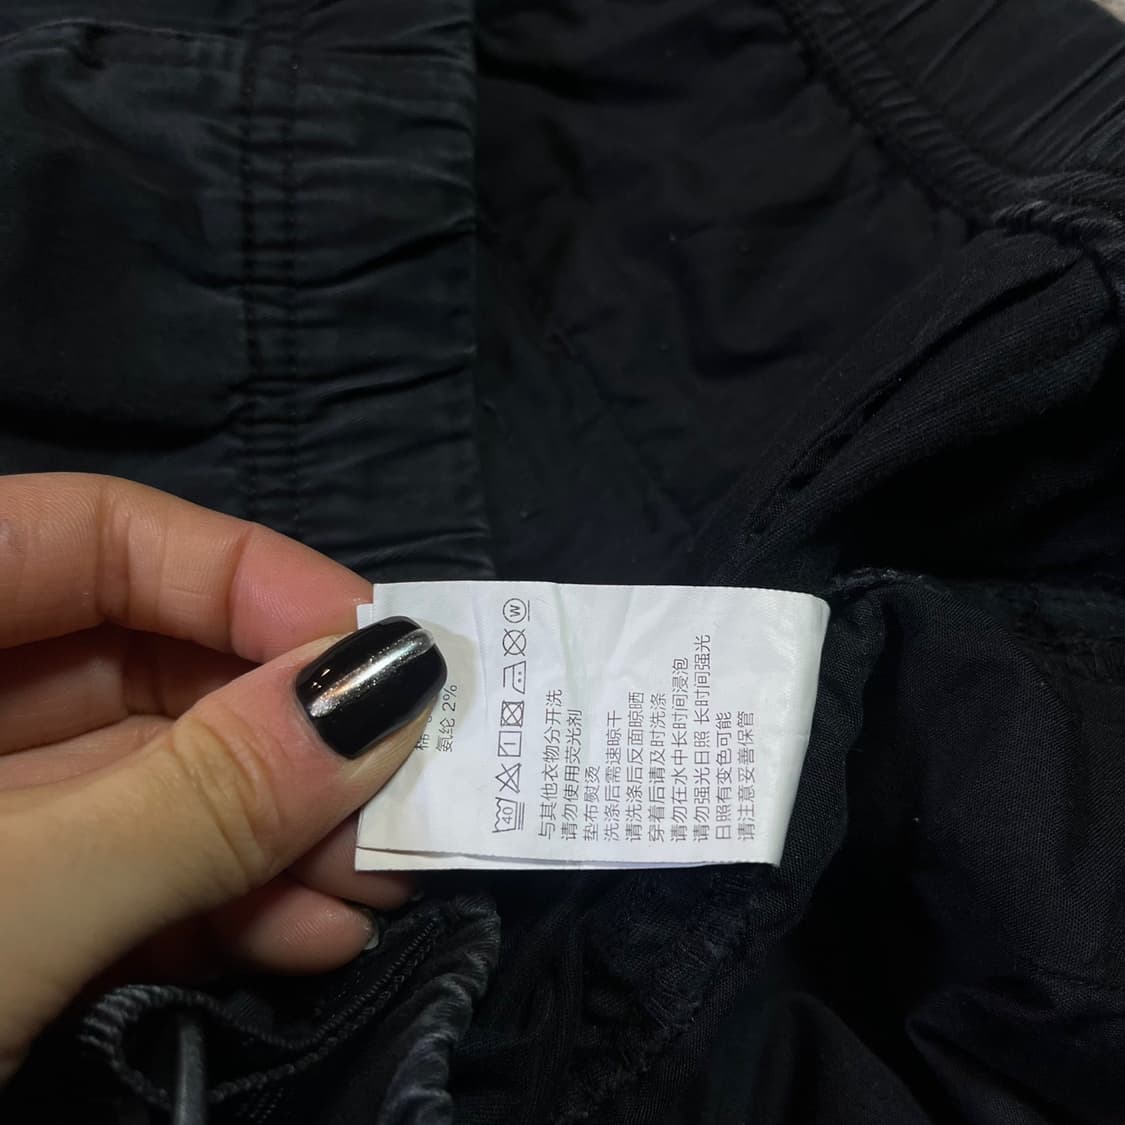 棉
氨纶 2%
40 W
与其他衣物分开洗
请勿使用荧光剂
垫布熨烫
洗涤后需速晾干
请洗涤后反面晾晒
穿着后请及时洗涤
请勿在水中长时间浸泡
请勿强光日照 长时间强光
日照有变色可能
请注意妥善保管